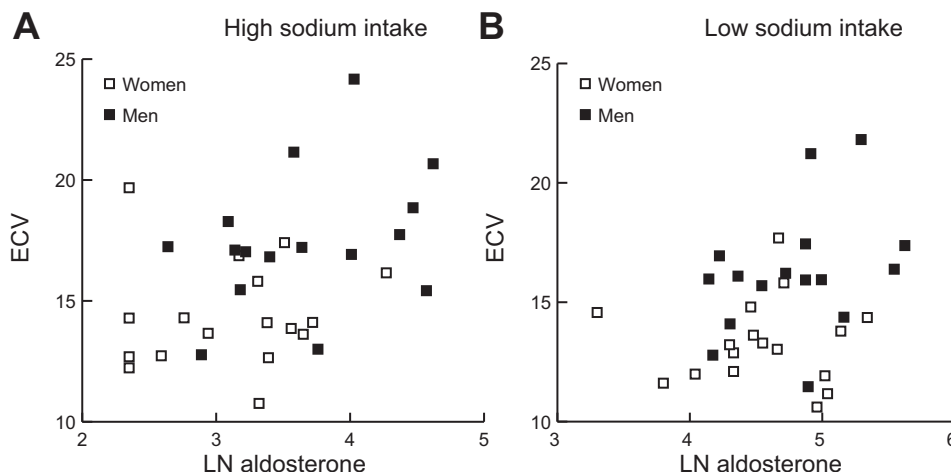 A High sodium intake
25
20
15
10
ECV
Women
Men
2 3 4 5
LN aldosterone
B Low sodium intake
25
20
15
10
ECV
Women
Men
3 4 5 6
LN aldosterone